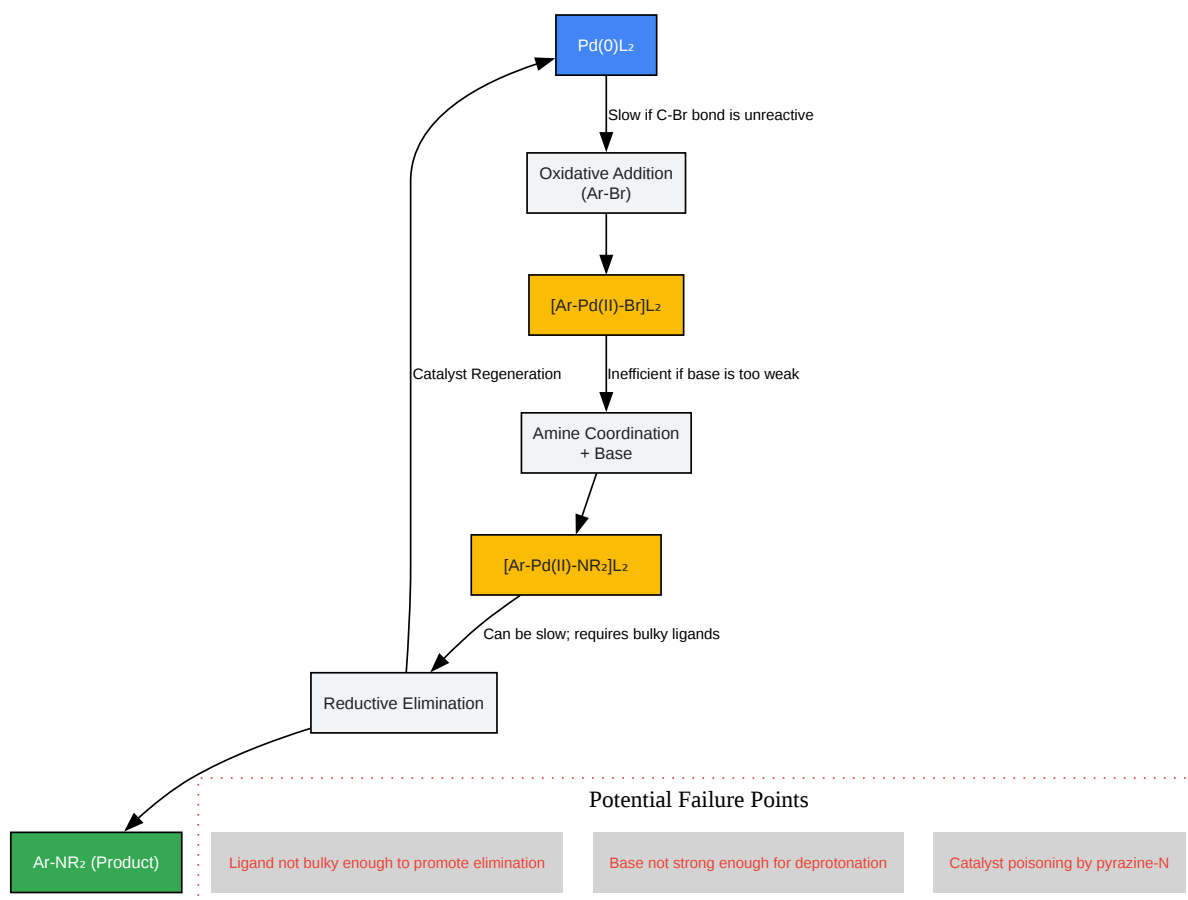 Pd(0)L₂
Slow if C-Br bond is unreactive
Oxidative Addition
(Ar-Br)
[Ar-Pd(II)-Br]L₂
Catalyst Regeneration
Inefficient if base is too weak
Amine Coordination
+ Base
[Ar-Pd(II)-NR₂]L₂
Can be slow; requires bulky ligands
Reductive Elimination
Potential Failure Points
Ar-NR₂ (Product)
Ligand not bulky enough to promote elimination
Base not strong enough for deprotonation
Catalyst poisoning by pyrazine-N